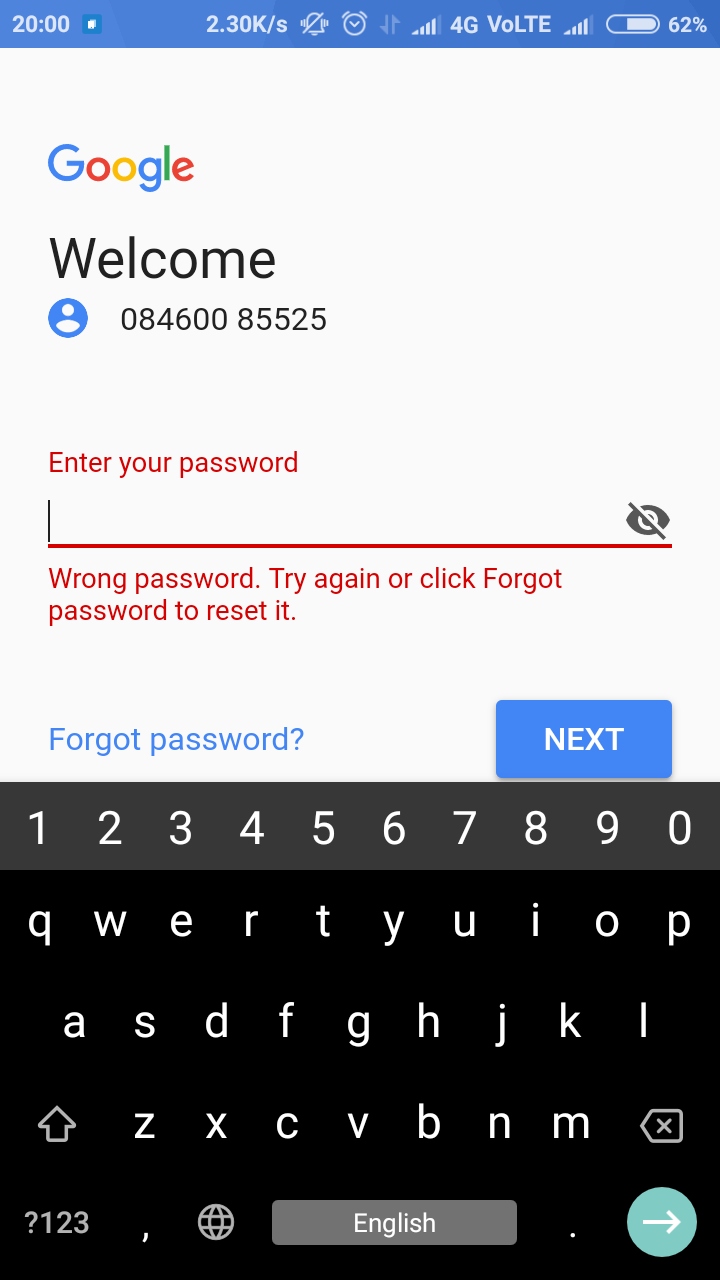 20:00 2.30K/s 4G VoLTE 62%
Google
Welcome
084600 85525
Enter your password
Wrong password. Try again or click Forgot
password to reset it.
Forgot password? NEXT
1 2 3 4 5 6 7 8 9 0
q w e r t y u i o p
a s d f g h j k l
z x c v b n m
?123 , English .